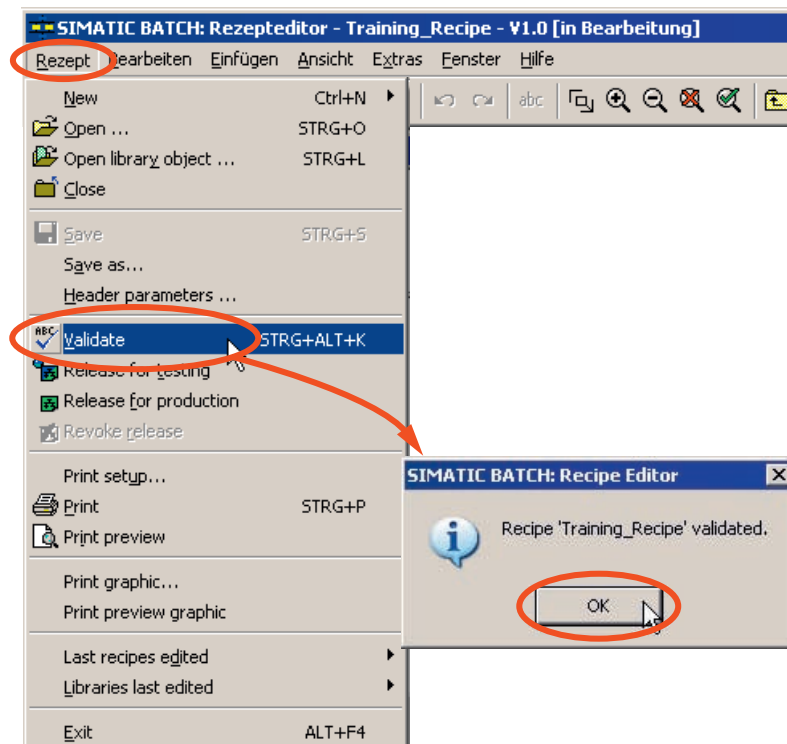 SIMATIC BATCH: Rezepteditor - Training_Recipe - V1.0 [in Bearbeitung]
Rezept Bearbeiten Einfügen Ansicht Extras Fenster Hilfe
abc
New Ctrl+N
Open ... STRG+O
Open library object ... STRG+L
Close
Save STRG+S
Save as...
Header parameters ...
ABC Validate STRG+ALT+K
Release for testing
Release for production
Revoke release
Print setup...
Print STRG+P
Print preview
Print graphic...
Print preview graphic
Last recipes edited
Libraries last edited
Exit ALT+F4
SIMATIC BATCH: Recipe Editor
Recipe 'Training_Recipe' validated.
OK